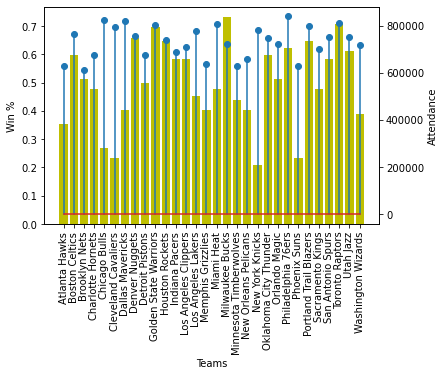 0.7
0.6
0.5
0.4
0.3
0.2
0.1
0.0
Win %
800000
600000
400000
200000
0
Attendance
Atlanta Hawks
Boston Celtics
Brooklyn Nets
Charlotte Hornets
Chicago Bulls
Cleveland Cavaliers
Dallas Mavericks
Denver Nuggets
Detroit Pistons
Golden State Warriors
Houston Rockets
Indiana Pacers
Los Angeles Clippers
Los Angeles Lakers
Memphis Grizzlies
Miami Heat
Milwaukee Bucks
Minnesota Timberwolves
New Orleans Pelicans
New York Knicks
Oklahoma City Thunder
Orlando Magic
Philadelphia 76ers
Phoenix Suns
Portland Trail Blazers
Sacramento Kings
San Antonio Spurs
Toronto Raptors
Utah Jazz
Washington Wizards
Teams